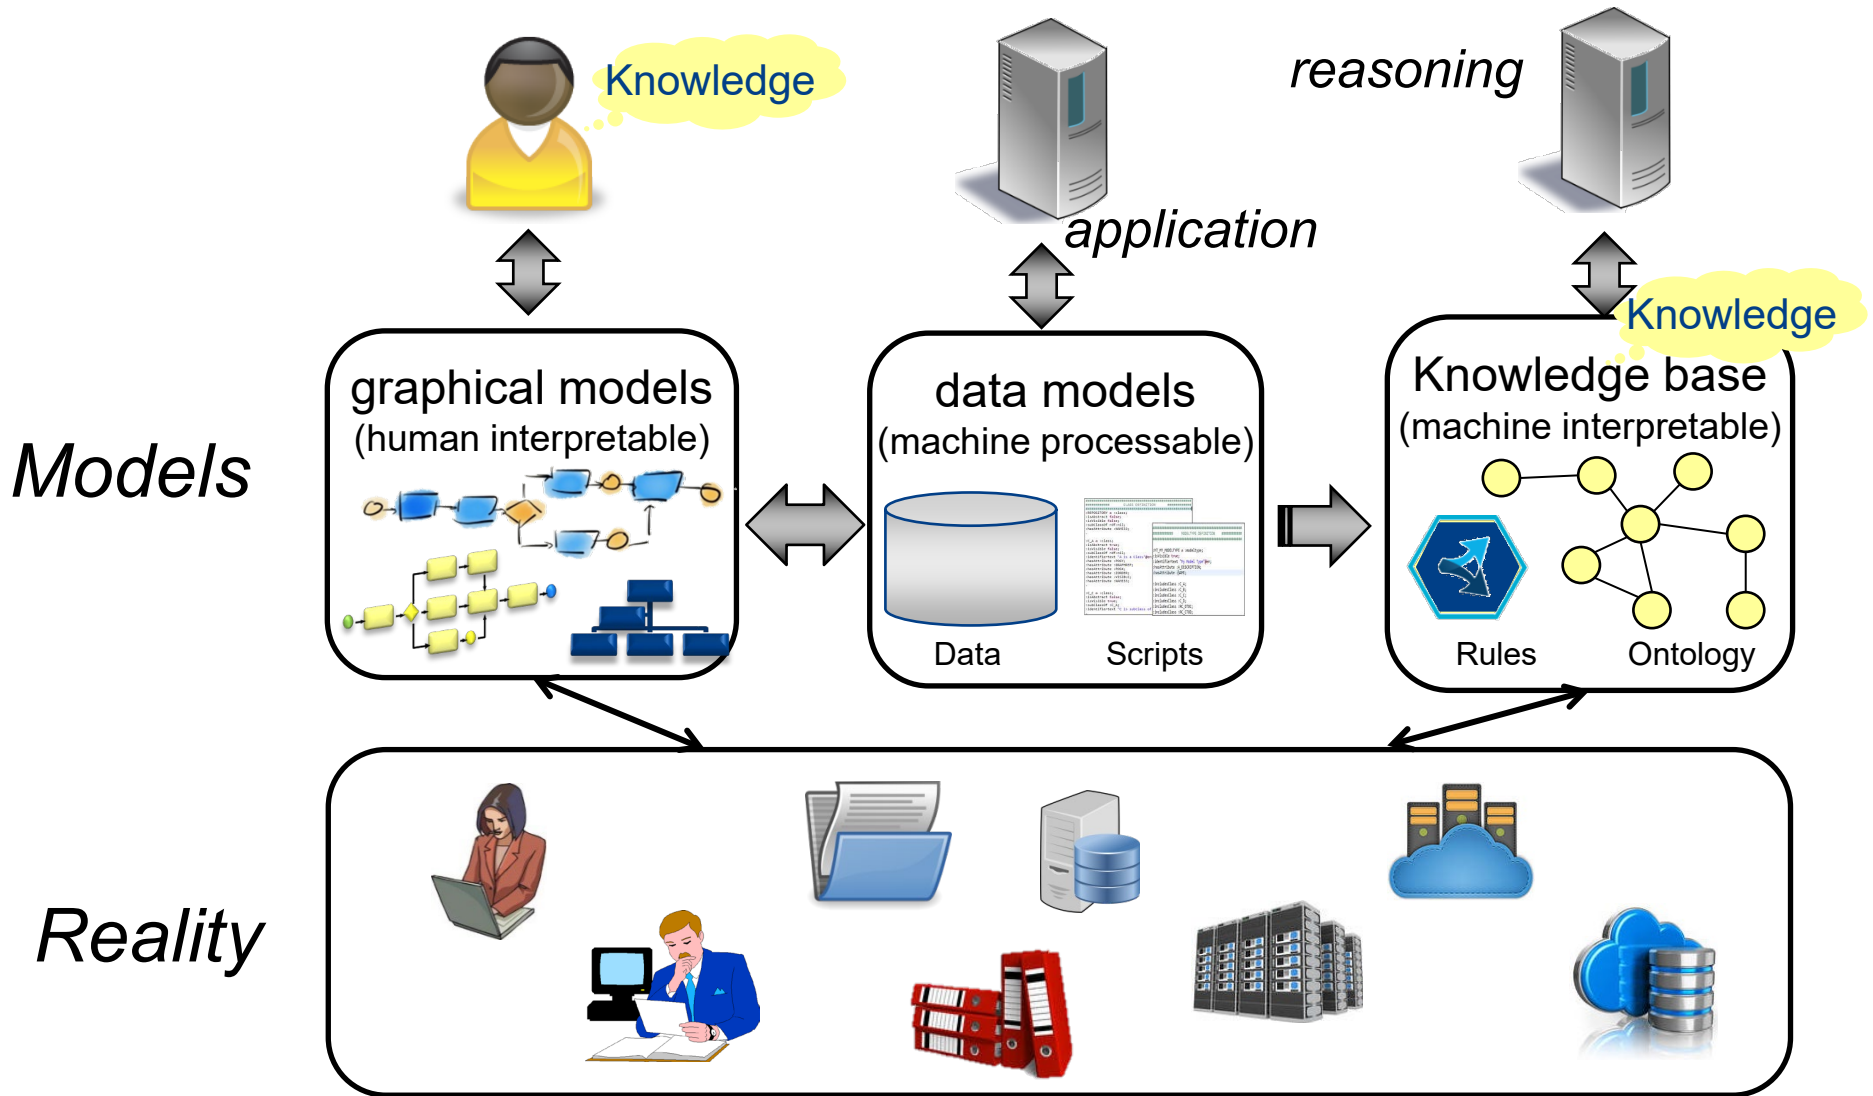 Knowledge
reasoning
application
Knowledge
graphical models
(human interpretable)
data models
(machine processable)
Knowledge base
(machine interpretable)
Models
Data
Scripts
Rules
Ontology
Reality